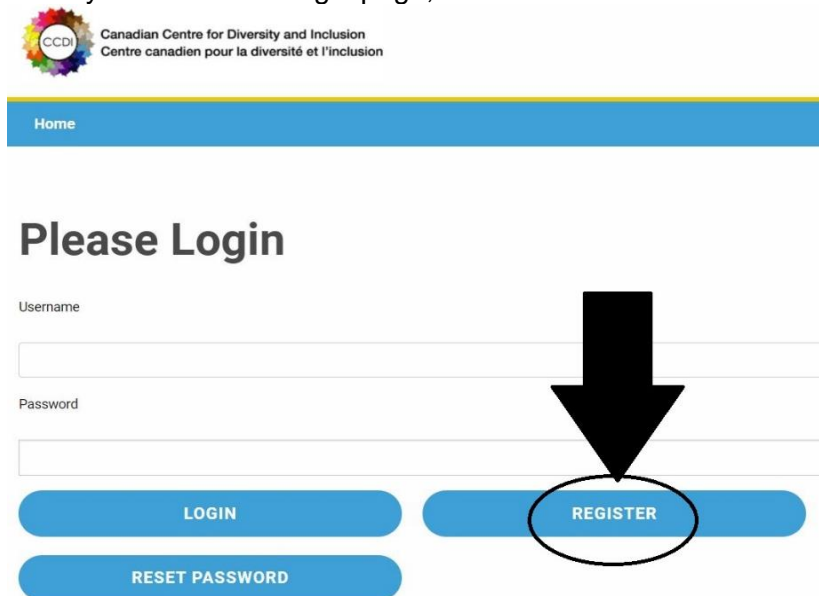 CCDI
Canadian Centre for Diversity and Inclusion
Centre canadien pour la diversité et l'inclusion
Home
Please Login
Username
Password
LOGIN
REGISTER
RESET PASSWORD